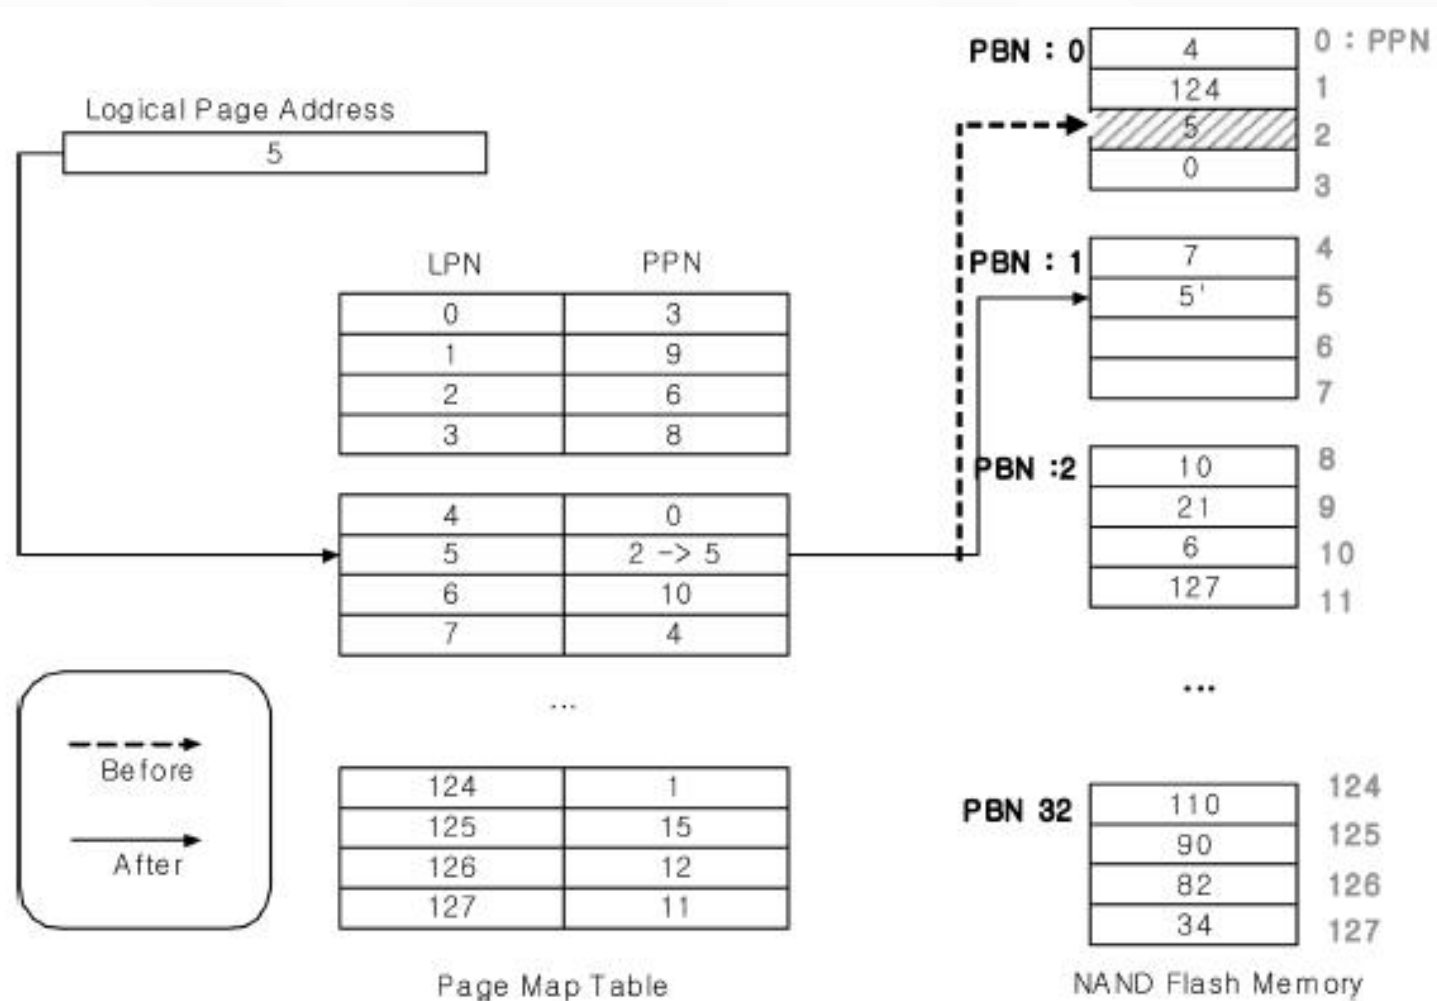 Logical Page Address
5
LPN PPN
0 3
1 9
2 6
3 8
4 0
5 2 -> 5
6 10
7 4
...
124 1
125 15
126 12
127 11
Page Map Table
Before
After
PBN : 0
4 0 : PPN
124 1
5 2
0 3
PBN : 1
7 4
5' 5
6
7
PBN :2
10 8
21 9
6 10
127 11
...
PBN 32
110 124
90 125
82 126
34 127
NAND Flash Memory